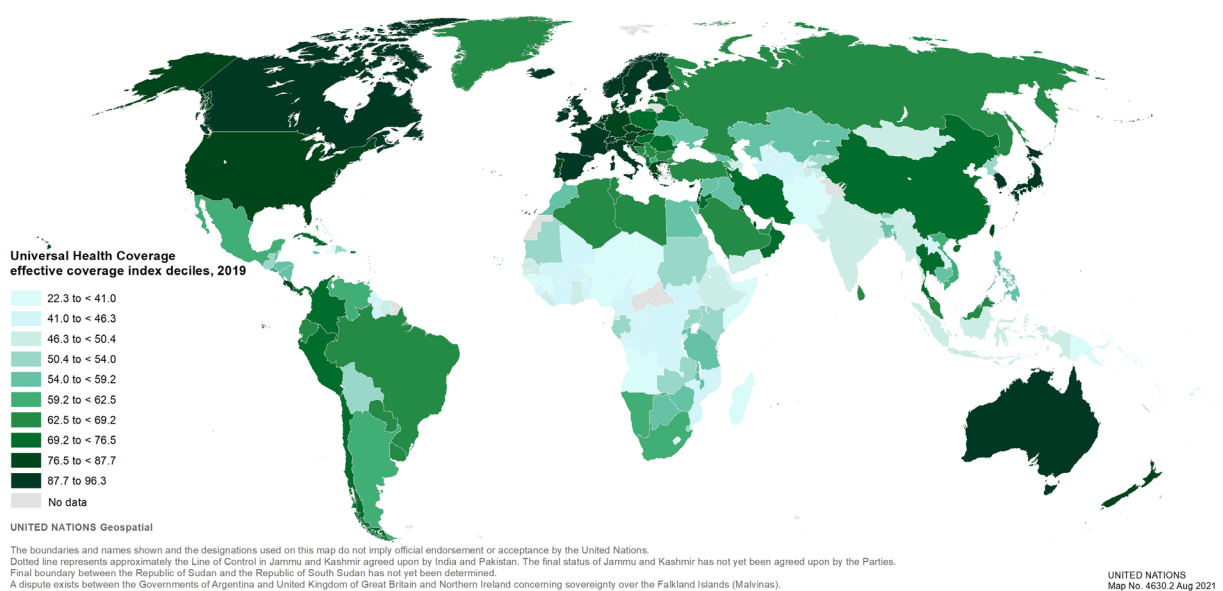 Universal Health Coverage
effective coverage index deciles, 2019
22.3 to < 41.0
41.0 to < 46.3
46.3 to < 50.4
50.4 to < 54.0
54.0 to < 59.2
59.2 to < 62.5
62.5 to < 69.2
69.2 to < 76.5
76.5 to < 87.7
87.7 to 96.3
No data
UNITED NATIONS Geospatial
The boundaries and names shown and the designations used on this map do not imply official endorsement or acceptance by the United Nations.
Dotted line represents approximately the Line of Control in Jammu and Kashmir agreed upon by India and Pakistan. The final status of Jammu and Kashmir has not yet been agreed upon by the Parties.
Final boundary between the Republic of Sudan and the Republic of South Sudan has not yet been determined.
A dispute exists between the Governments of Argentina and United Kingdom of Great Britain and Northern Ireland concerning sovereignty over the Falkland Islands (Malvinas).
UNITED NATIONS
Map No. 4630.2 Aug 2021